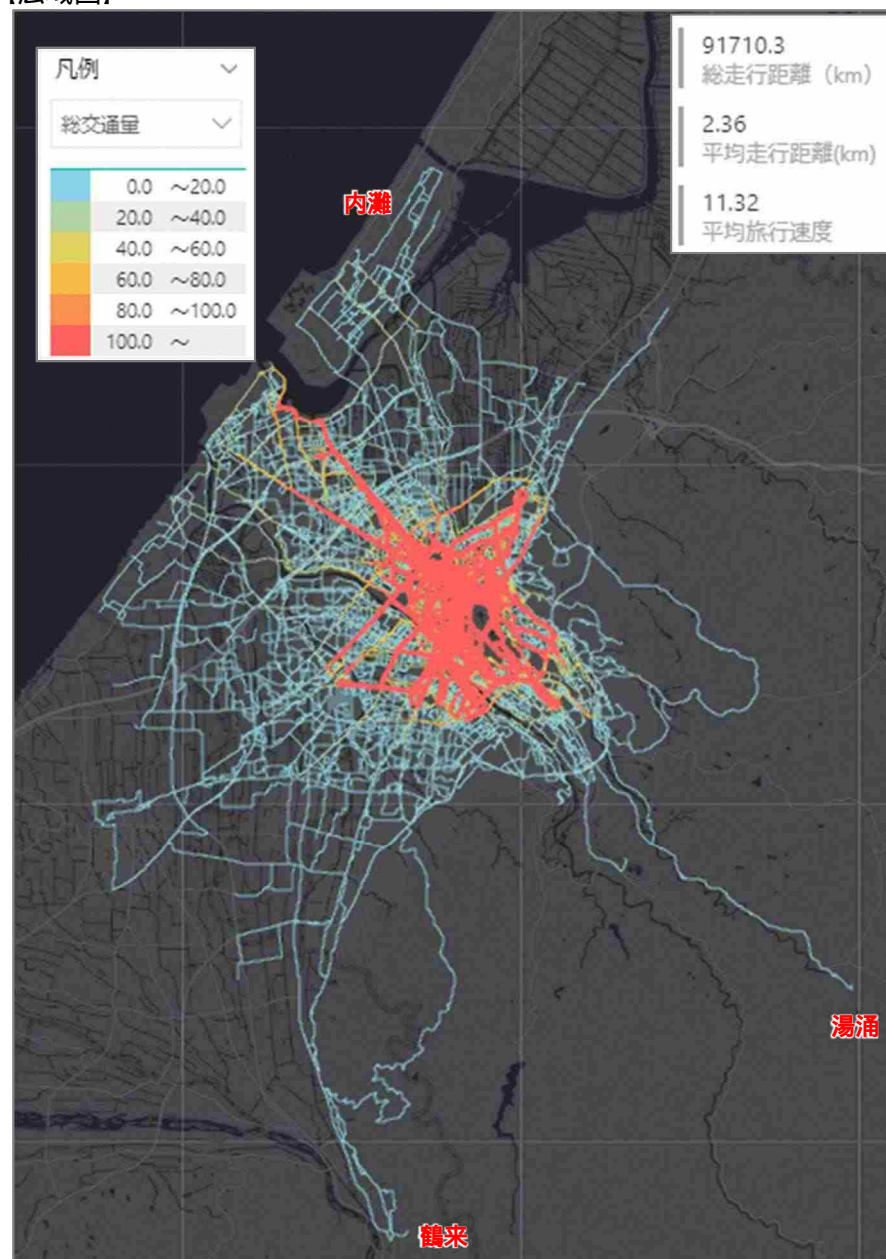 凡例
総交通量
0.0 ～20.0
20.0 ～40.0
40.0 ～60.0
60.0 ～80.0
80.0 ～100.0
100.0 ～
91710.3
総走行距離（km）
2.36
平均走行距離(km)
11.32
平均旅行速度
内灘
湯涌
鶴来